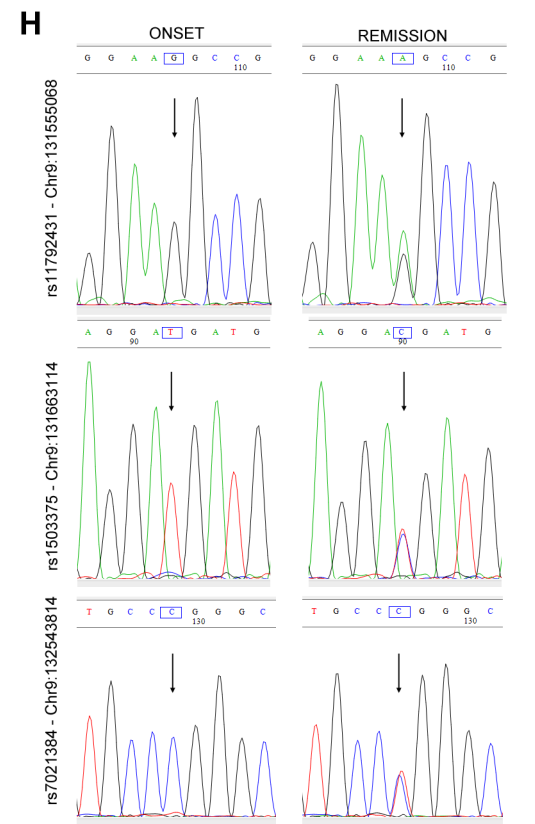 H
ONSET
REMISSION
rs11792431 - Chr9:131555068
G G A A G G C C G
110
G G A A A G C C G
110
rs1503375 - Chr9:131663114
A G G A T G A T G
90
A G G A C G A T G
90
rs7021384 - Chr9:132543814
T G C C C G G G C
130
T G C C C G G G C
130